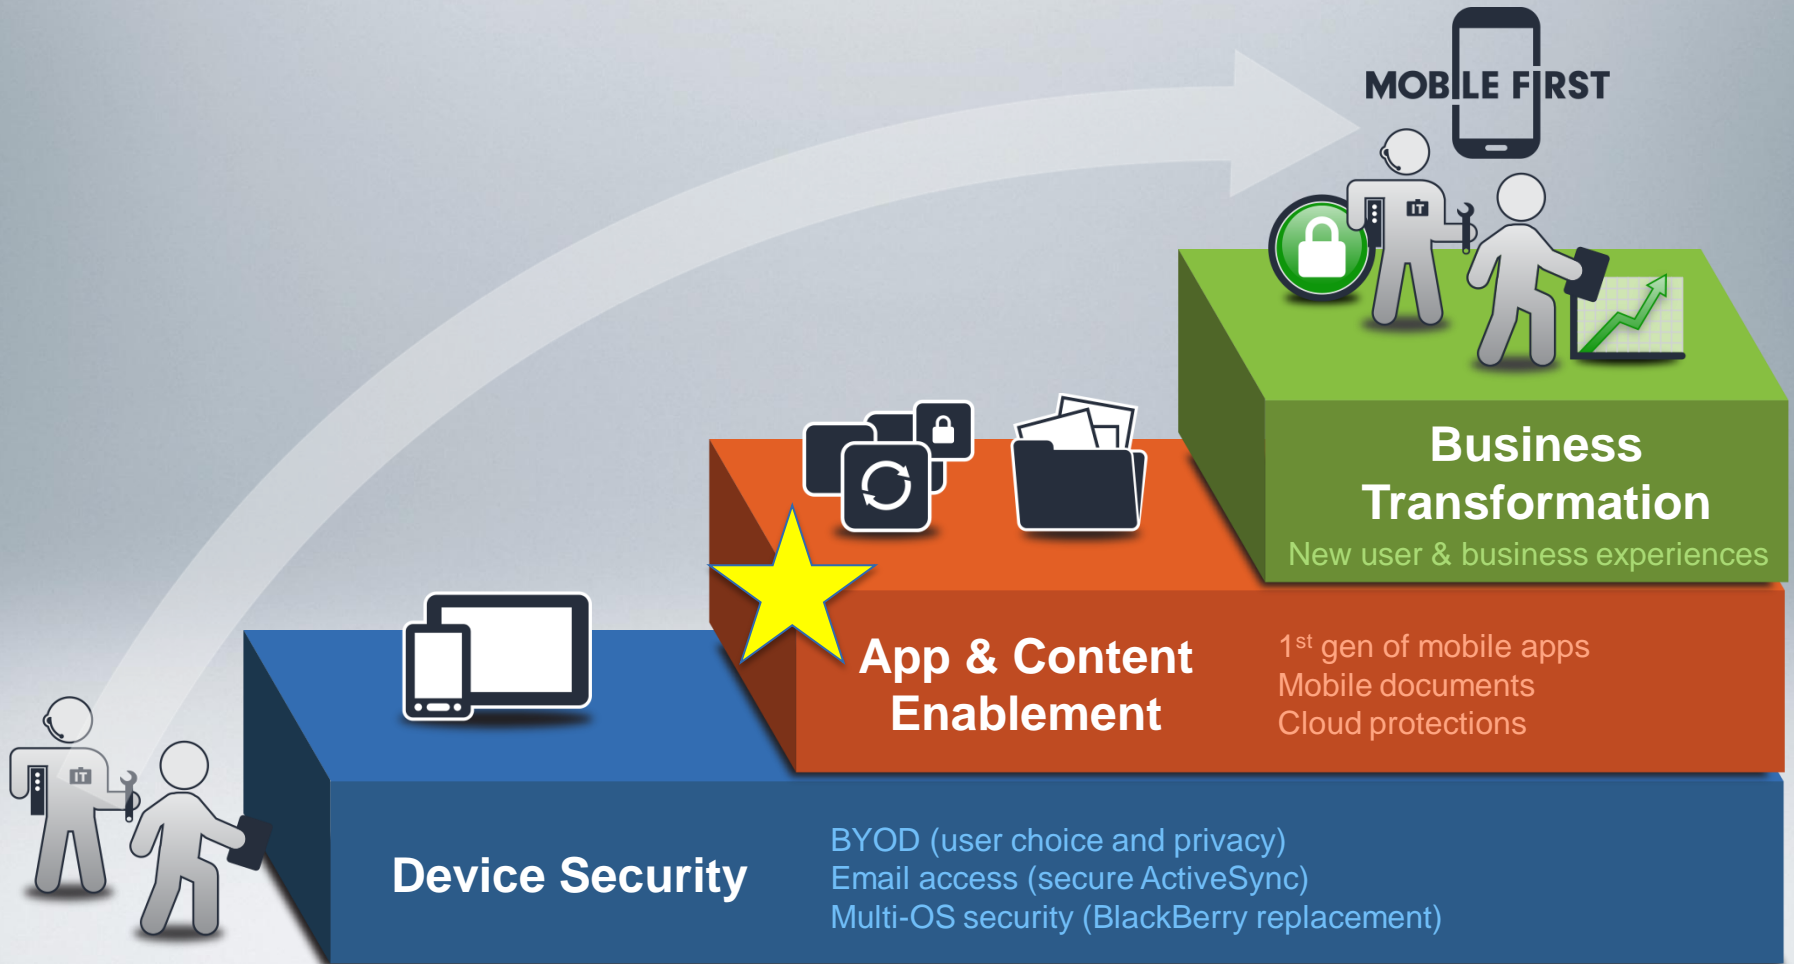 MOBILE FIRST
IT
Business
Transformation
New user & business experiences
App & Content
Enablement
1st gen of mobile apps
Mobile documents
Cloud protections
IT
Device Security
BYOD (user choice and privacy)
Email access (secure ActiveSync)
Multi-OS security (BlackBerry replacement)